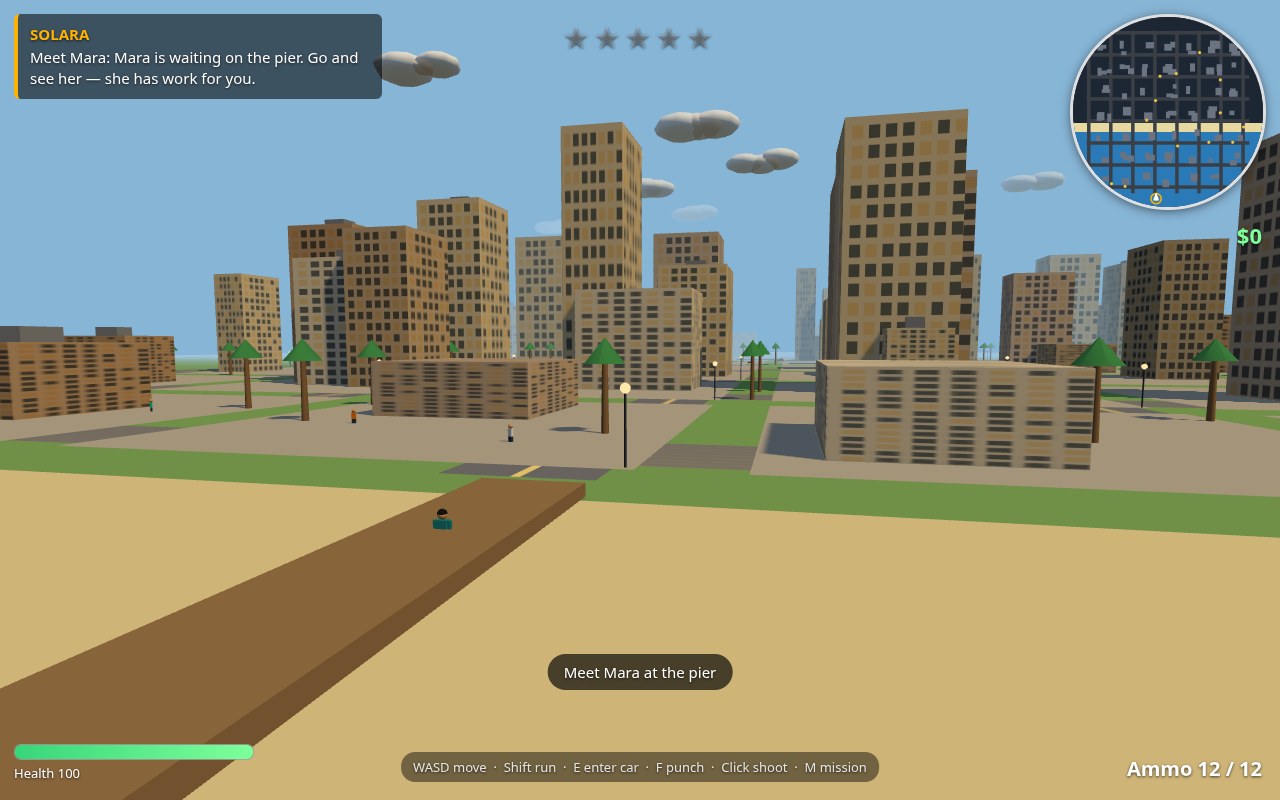 SOLARA
Meet Mara: Mara is waiting on the pier. Go and
see her — she has work for you.
$0
Meet Mara at the pier
Health 100
WASD move · Shift run · E enter car · F punch · Click shoot · M mission
Ammo 12 / 12